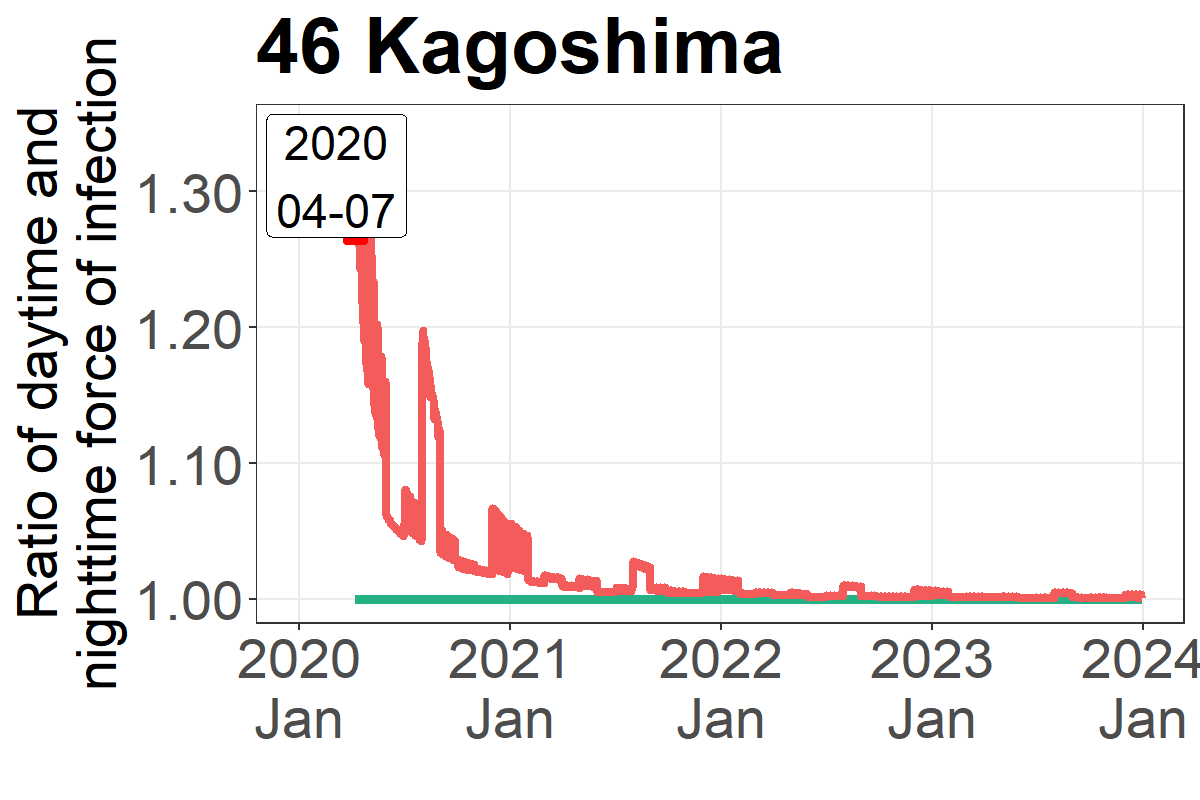 46 Kagoshima
Ratio of daytime and
nighttime force of infection
2020
04-07
1.30
1.20
1.10
1.00
2020 2021 2022 2023 2024
Jan Jan Jan Jan Jan